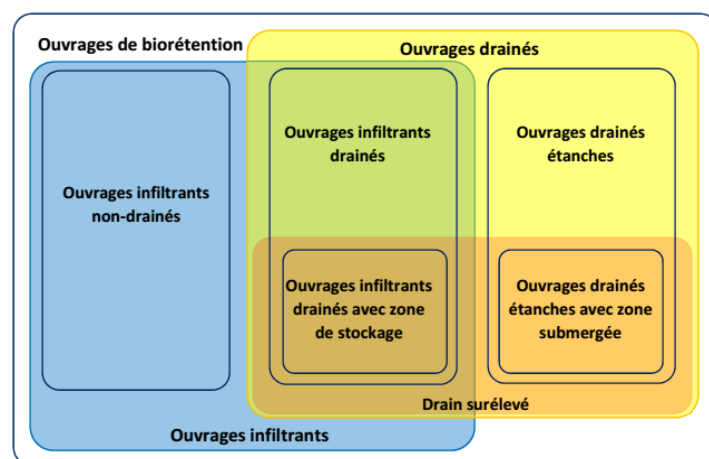 Ouvrages de biorétention
Ouvrages drainés
Ouvrages infiltrants
non-drainés
Ouvrages infiltrants
drainés
Ouvrages drainés
étanches
Ouvrages infiltrants
drainés avec zone
de stockage
Ouvrages drainés
étanches avec zone
submergée
Drain surélevé
Ouvrages infiltrants